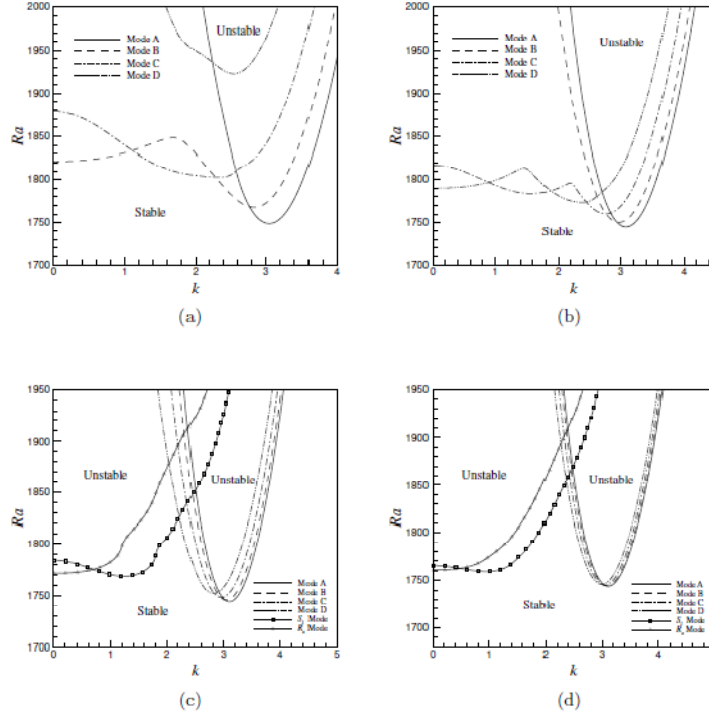 2000
Unstable
Mode A
Mode B
Mode C
Mode D
1950
1900
Ra
1850
1800
1750
Stable
1700
0 1 2 3 4
k
(a)
2000
Unstable
1950
Mode A
Mode B
Mode C
Mode D
1900
Ra
1850
1800
1750
Stable
1700
0 1 2 3 4
k
(b)
1950
1900
Unstable
Unstable
1850
Ra
1800
1750
Stable
Mode A
Mode B
Mode C
Mode D
Mode
Mode
1700
0 1 2 3 4 5
k
(c)
1950
1900
Unstable
Unstable
1850
Ra
1800
1750
Stable
Mode A
Mode B
Mode C
Mode D
Mode
Mode
1700
0 1 2 3 4
k
(d)